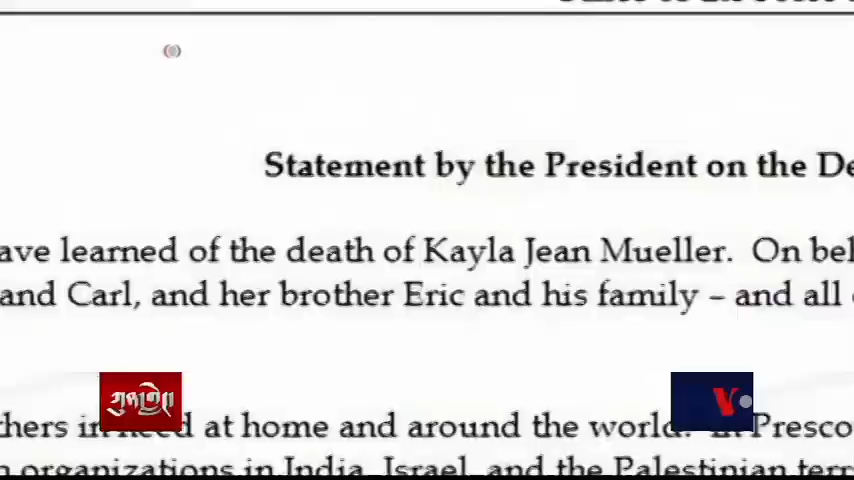 Statement by the President on the De
ave learned of the death of Kayla Jean Mueller. On bel
and Carl, and her brother Eric and his family – and all
thers in need at home and around the world. In Presco
organizations in India, Israel, and the Palestinian terr
V